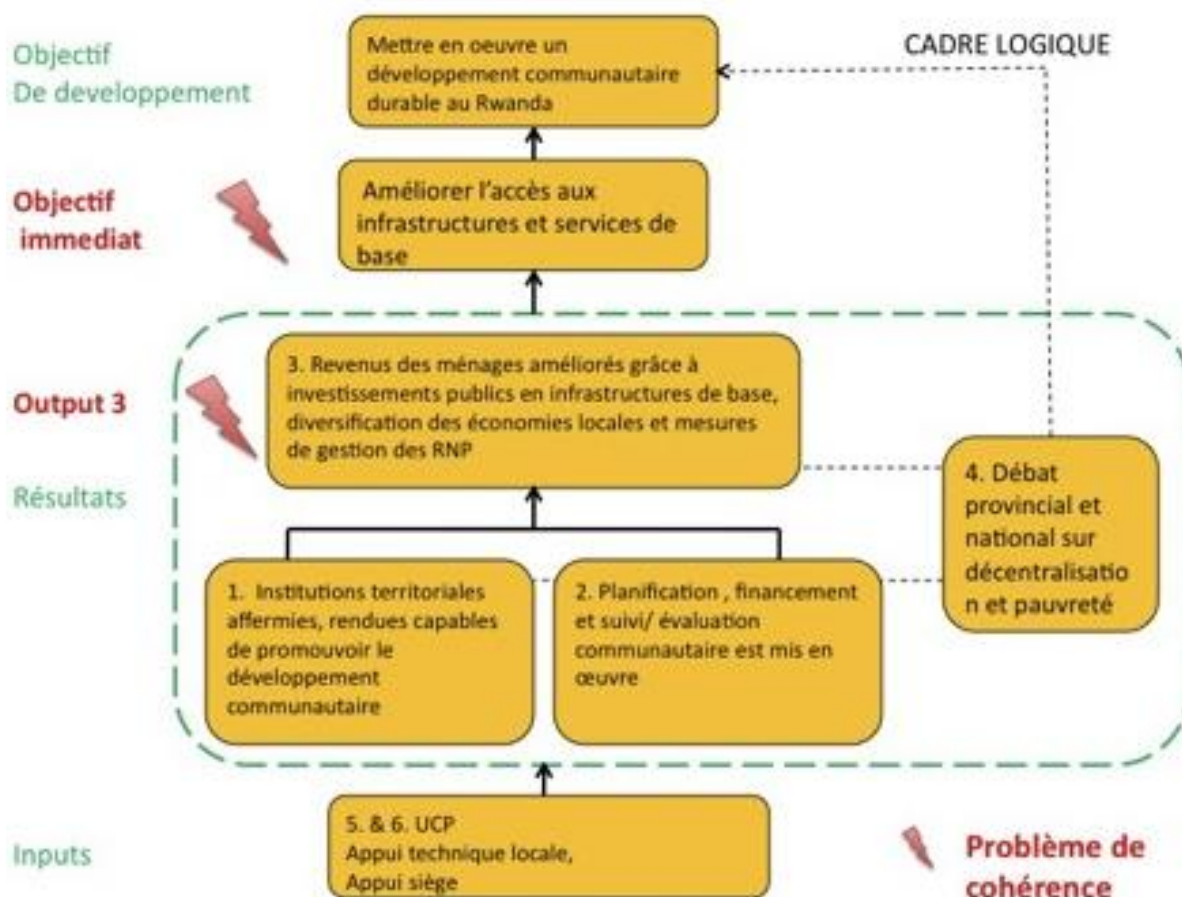 CADRE LOGIQUE
Objectif
De developpement
Mettre en oeuvre un
développement communautaire
durable au Rwanda
Objectif
immediat
Améliorer l'accès aux
infrastructures et services de
base
Output 3
3. Revenus des ménages améliorés grâce à
investissements publics en infrastructures de base,
diversification des économies locales et mesures
de gestion des RNP
Résultats
4. Débat
provincial et
national sur
décentralisatio
n et pauvreté
1. Institutions territoriales
affermies, rendues capables
de promouvoir le
développement
communautaire
2. Planification , financement
et suivi/ évaluation
communautaire est mis en
œuvre
Inputs
5. & 6. UCP
Appui technique locale,
Appui siège
Problème de
cohérence